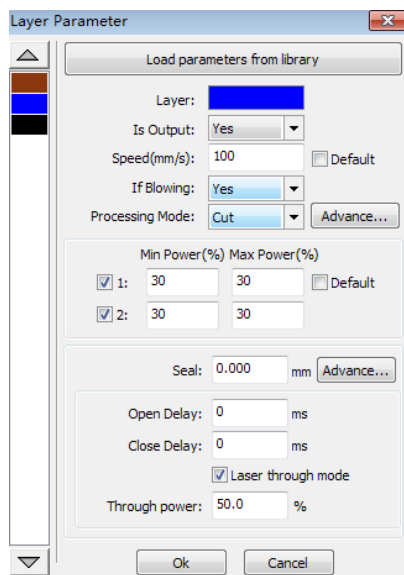 Layer Parameter
Load parameters from library
Layer:
Is Output: Yes
Speed(mm/s): 100 Default
If Blowing: Yes
Processing Mode: Cut Advance...
Min Power(%) Max Power(%)
1: 30 30 Default
2: 30 30
Seal: 0.000 mm Advance...
Open Delay: 0 ms
Close Delay: 0 ms
Laser through mode
Through power: 50.0 %
Ok Cancel